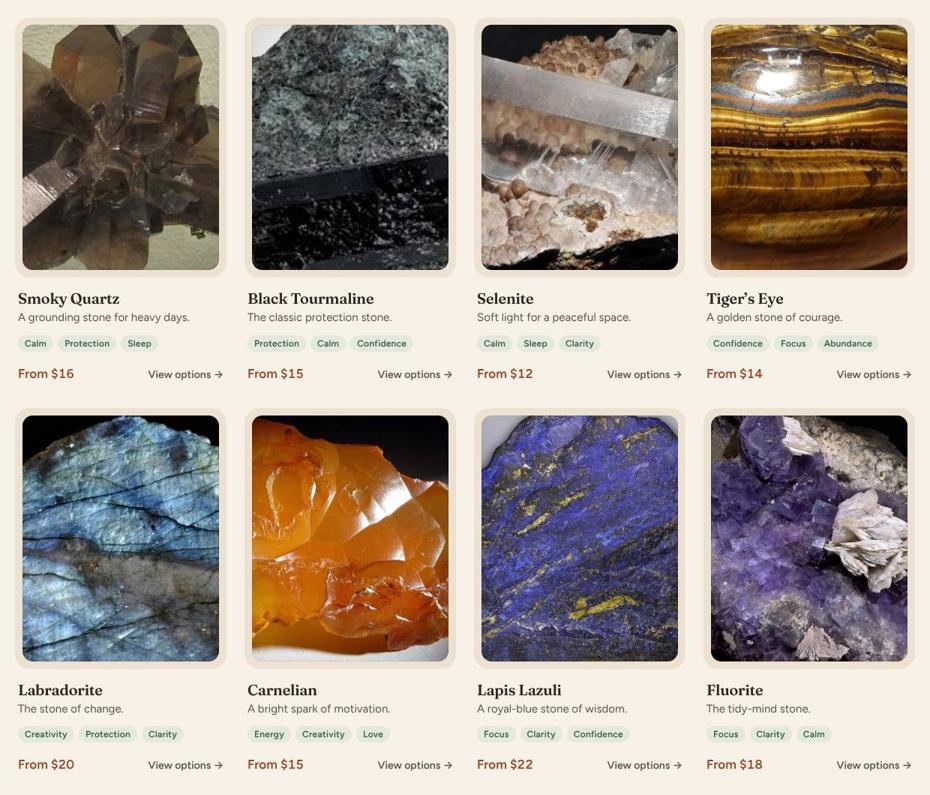 Smoky Quartz
A grounding stone for heavy days.
Calm Protection Sleep
From $16 View options →
Black Tourmaline
The classic protection stone.
Protection Calm Confidence
From $15 View options →
Selenite
Soft light for a peaceful space.
Calm Sleep Clarity
From $12 View options →
Tiger’s Eye
A golden stone of courage.
Confidence Focus Abundance
From $14 View options →
Labradorite
The stone of change.
Creativity Protection Clarity
From $20 View options →
Carnelian
A bright spark of motivation.
Energy Creativity Love
From $15 View options →
Lapis Lazuli
A royal-blue stone of wisdom.
Focus Clarity Confidence
From $22 View options →
Fluorite
The tidy-mind stone.
Focus Clarity Calm
From $18 View options →